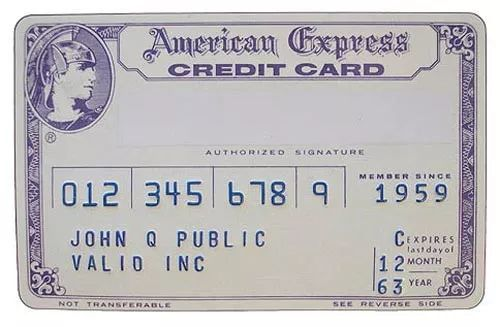 American Express
CREDIT CARD
®
AUTHORIZED SIGNATURE
MEMBER SINCE
012 345 678 9 1959
JOHN Q PUBLIC
VALID INC
C EXPIRES
last day of
12 MONTH
63 YEAR
NOT TRANSFERABLE SEE REVERSE SIDE